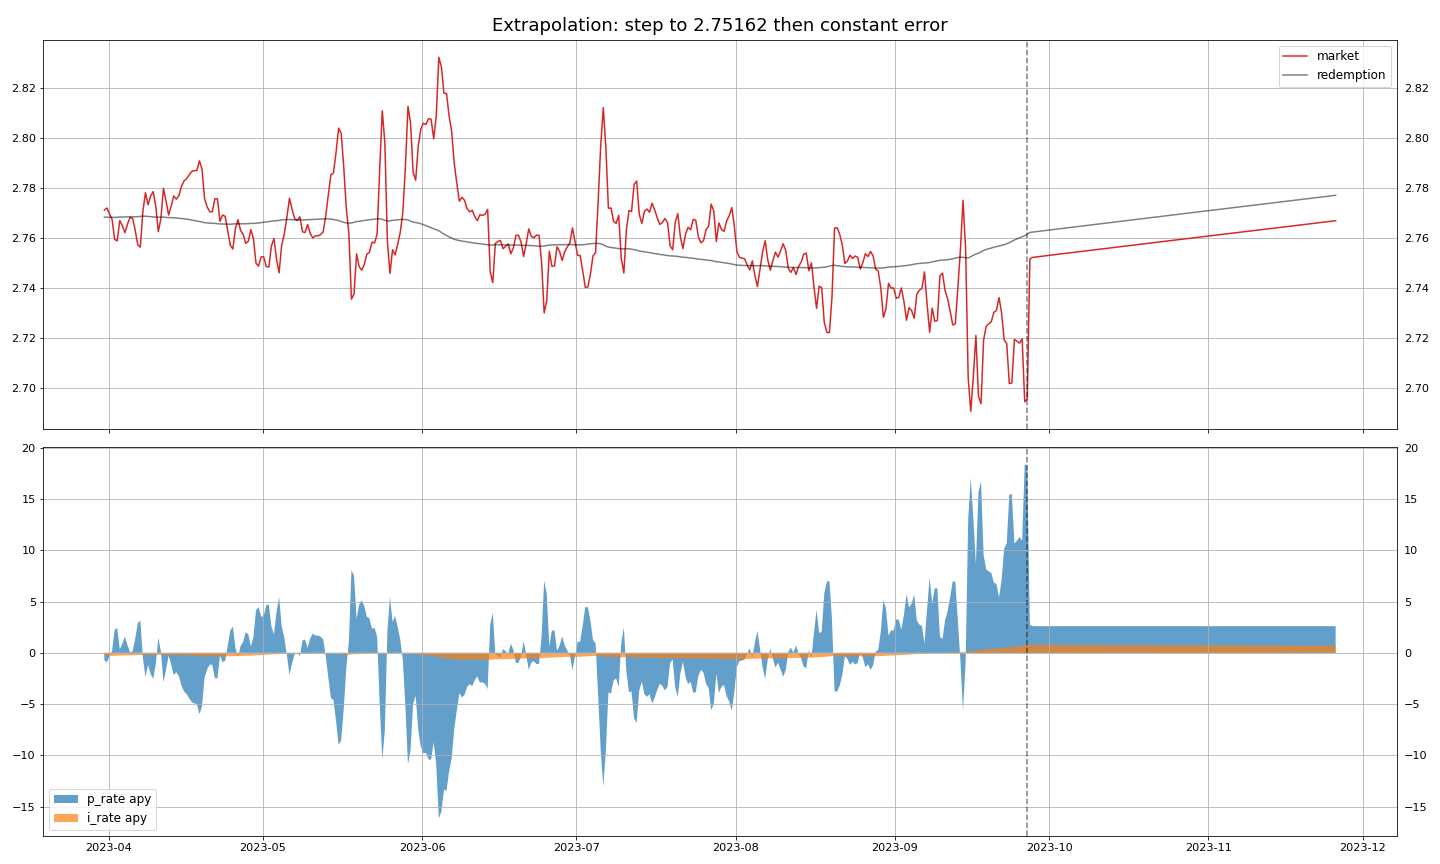 Extrapolation: step to 2.75162 then constant error
market
redemption
2.82 2.82
2.80 2.80
2.78 2.78
2.76 2.76
2.74 2.74
2.72 2.72
2.70 2.70
20 20
15 15
10 10
5 5
0 0
−5 −5
−10 −10
−15 −15
p_rate apy
i_rate apy
2023-04 2023-05 2023-06 2023-07 2023-08 2023-09 2023-10 2023-11 2023-12